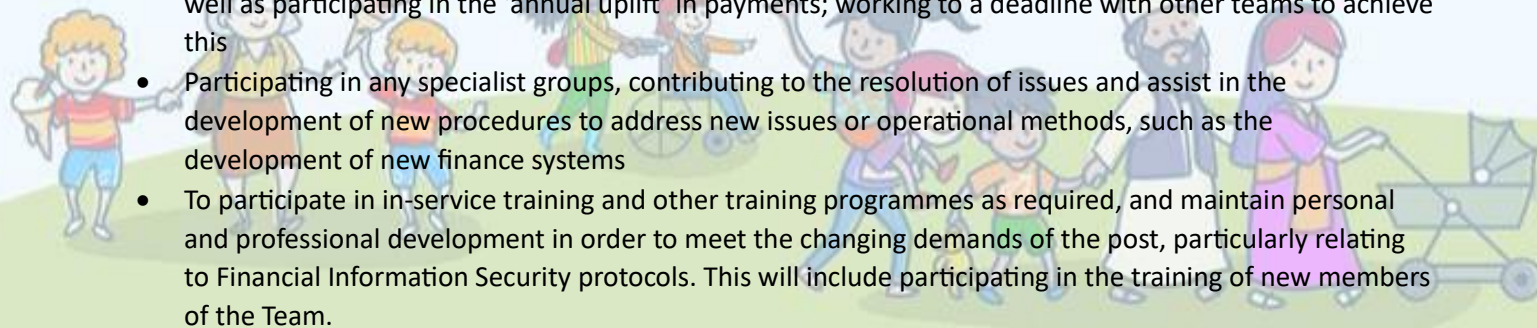 well as participating in the 'annual uplift' in payments; working to a deadline with other teams to achieve
this
• Participating in any specialist groups, contributing to the resolution of issues and assist in the
development of new procedures to address new issues or operational methods, such as the
development of new finance systems
• To participate in in-service training and other training programmes as required, and maintain personal
and professional development in order to meet the changing demands of the post, particularly relating
to Financial Information Security protocols. This will include participating in the training of new members
of the Team.